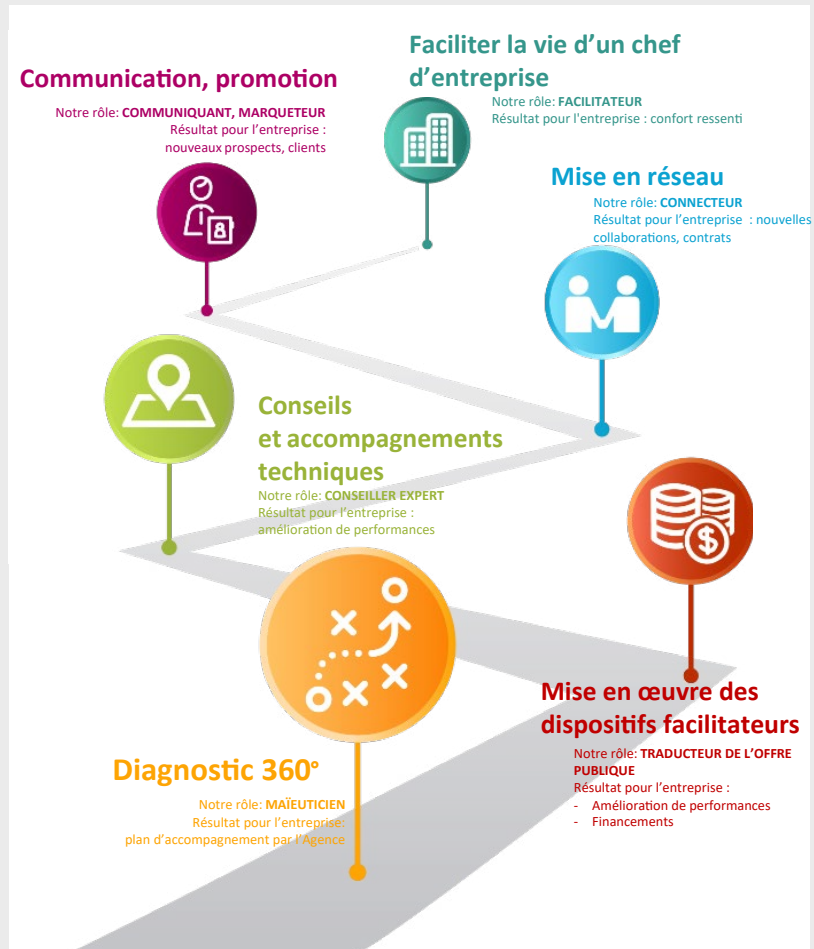 Faciliter la vie d’un chef
d’entreprise
Notre rôle: FACILITATEUR
Résultat pour l'entreprise : confort ressenti
Communication, promotion
Notre rôle: COMMUNIQUANT, MARQUETEUR
Résultat pour l’entreprise :
nouveaux prospects, clients
Mise en réseau
Notre rôle: CONNECTEUR
Résultat pour l’entreprise : nouvelles
collaborations, contrats
Conseils
et accompagnements
techniques
Notre rôle: CONSEILLER EXPERT
Résultat pour l’entreprise :
amélioration de performances
Mise en œuvre des
dispositifs facilitateurs
Notre rôle: TRADUCTEUR DE L’OFFRE
PUBLIQUE
Résultat pour l’entreprise :
- Amélioration de performances
- Financements
Diagnostic 360°
Notre rôle: MAÏEUTICIEN
Résultat pour l’entreprise:
plan d’accompagnement par l’Agence